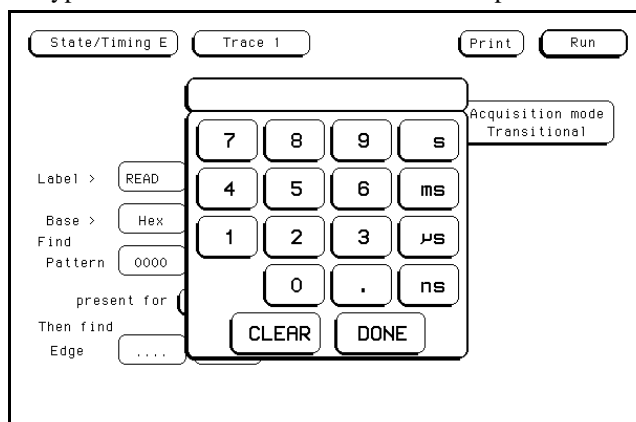 State/Timing E Trace 1 Print Run
Acquisition mode
Transitional
7 8 9 s
Label > READ
4 5 6 ms
Base > Hex
1 2 3 µs
Find
Pattern 0000
0 . ns
present for
Then find
CLEAR DONE
Edge ....